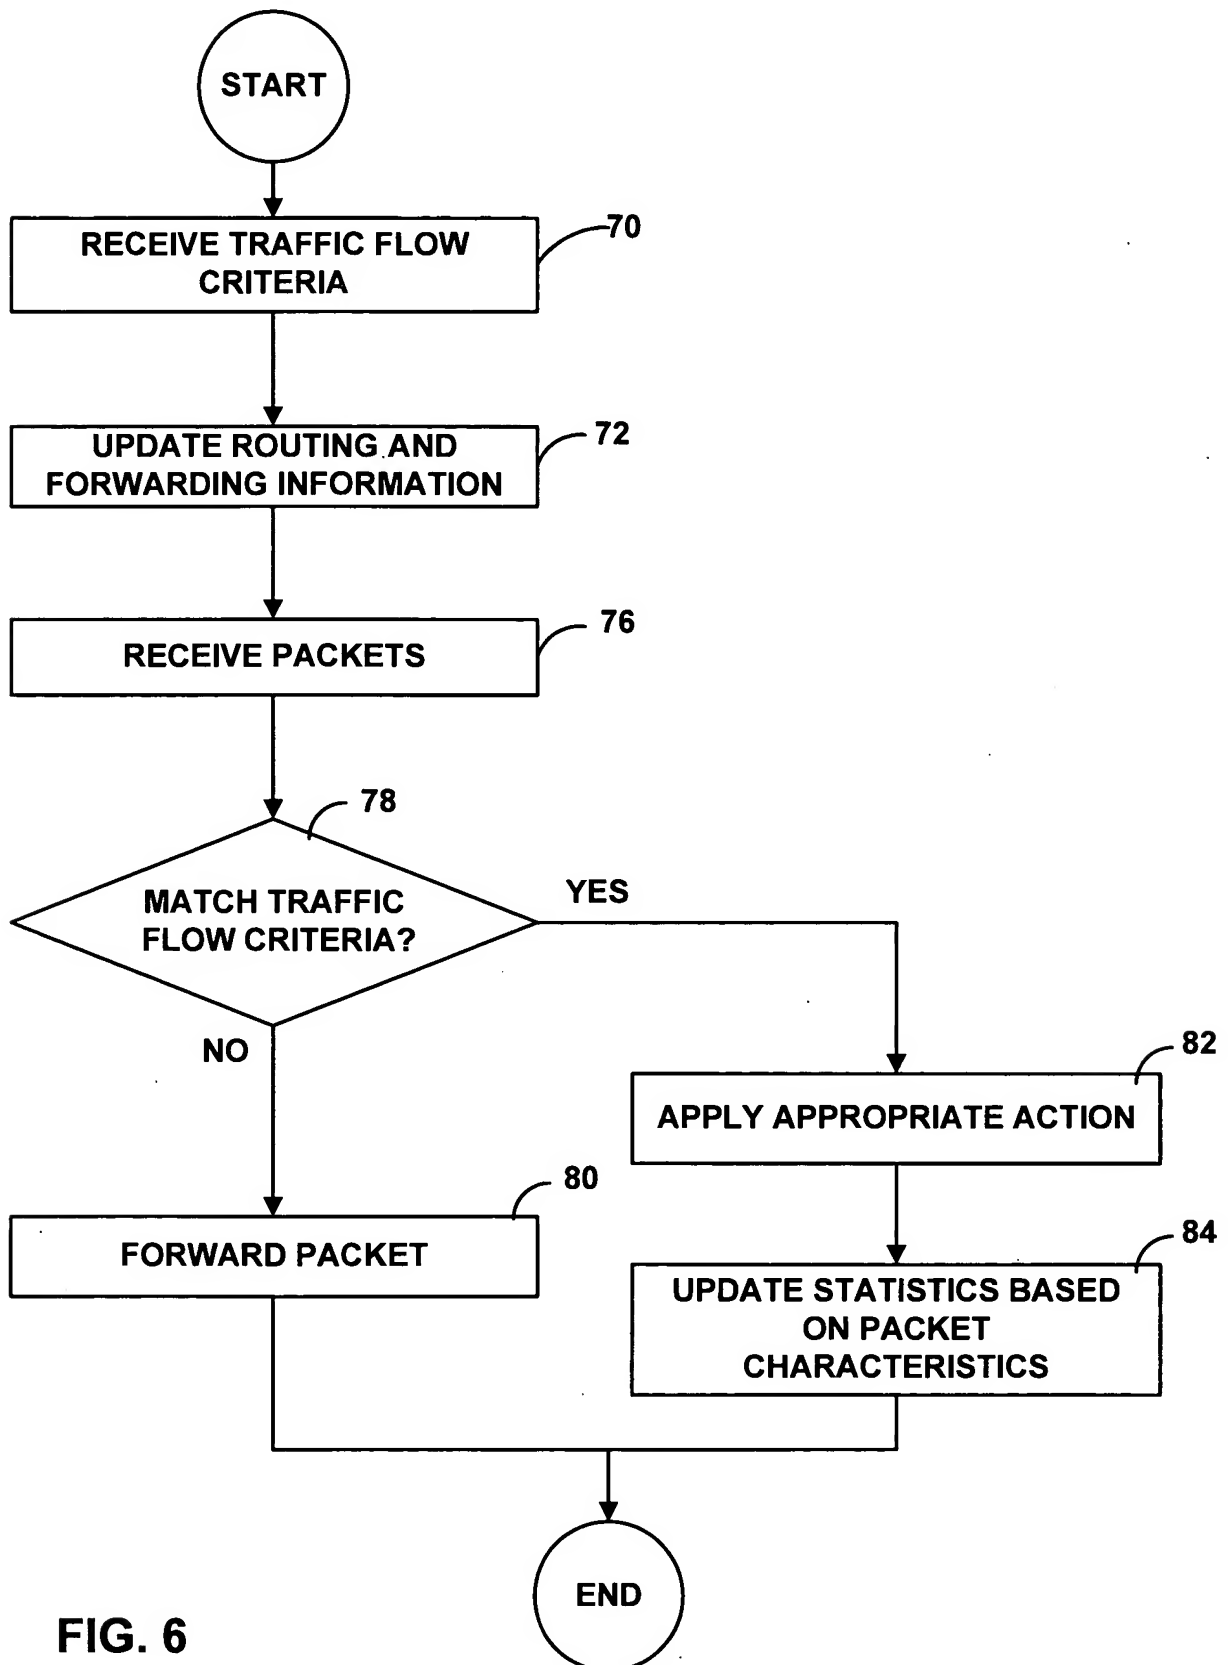 START
RECEIVE TRAFFIC FLOW
CRITERIA
70
UPDATE ROUTING AND
FORWARDING INFORMATION
72
RECEIVE PACKETS
76
78
MATCH TRAFFIC
FLOW CRITERIA?
YES
NO
82
APPLY APPROPRIATE ACTION
80
FORWARD PACKET
84
UPDATE STATISTICS BASED
ON PACKET
CHARACTERISTICS
END
FIG. 6